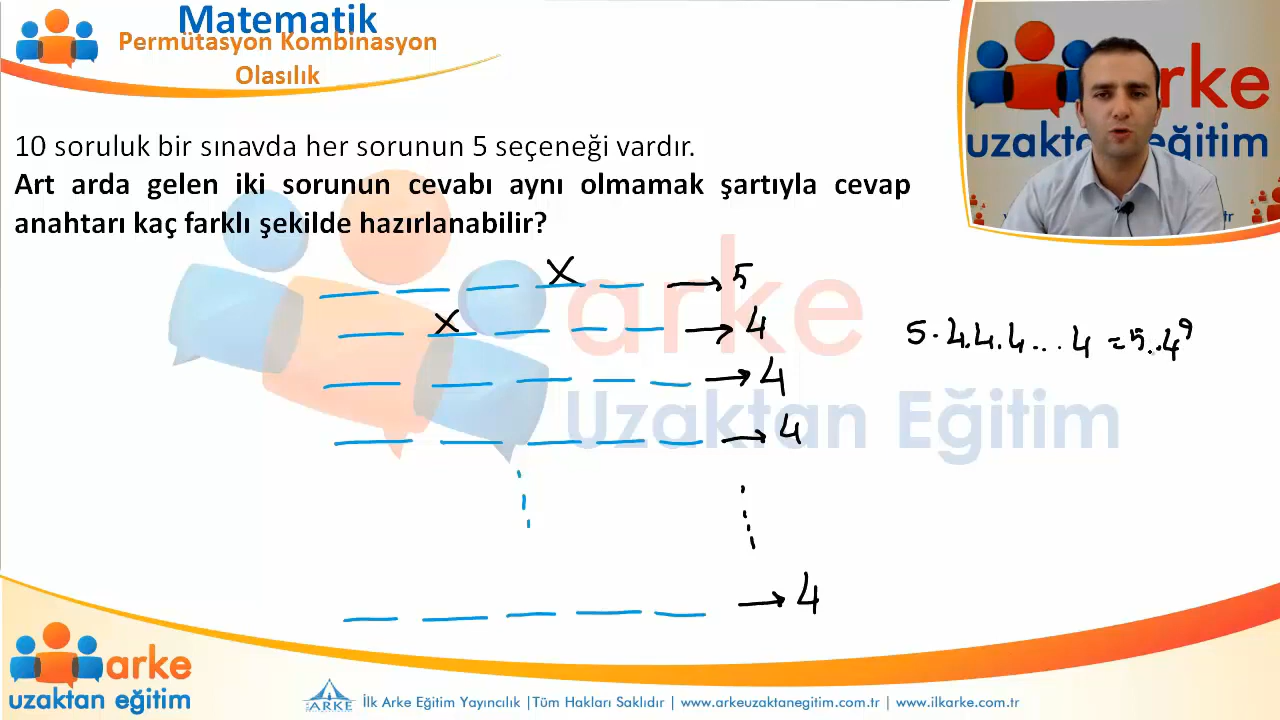 Matematik
Permütasyon Kombinasyon
Olasılık
arke
uzaktan eğitim
10 soruluk bir sınavda her sorunun 5 seçeneği vardır.
Art arda gelen iki sorunun cevabı aynı olmamak şartıyla cevap
anahtarı kaç farklı şekilde hazırlanabilir?
arke
Uzaktan Eğitim
X → 5
X → 4
→ 4
→ 4
→ 4
5·4.4.4...4 = 5..4⁹
arke
uzaktan eğitim
ARKE
İlk Arke Eğitim Yayıncılık |Tüm Hakları Saklıdır | www.arkeuzaktanegitim.com.tr | www.ilkarke.com.tr